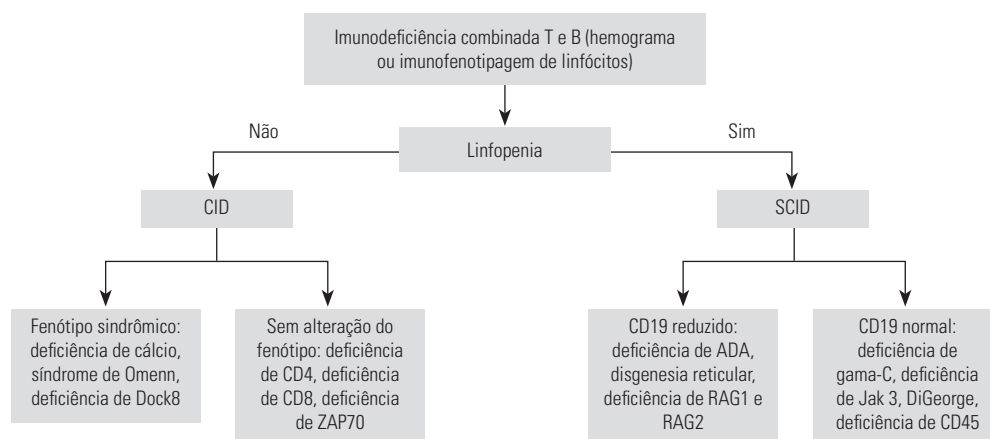 Imunodeficiência combinada T e B (hemograma
ou imunofenotipagem de linfócitos)
Não
Sim
Linfopenia
CID
SCID
Fenótipo sindrômico:
deficiência de cálcio,
síndrome de Omenn,
deficiência de Dock8
Sem alteração do
fenótipo: deficiência
de CD4, deficiência
de CD8, deficiência
de ZAP70
CD19 reduzido:
deficiência de ADA,
disgenesia reticular,
deficiência de RAG1 e
RAG2
CD19 normal:
deficiência de
gama-C, deficiência
de Jak 3, DiGeorge,
deficiência de CD45